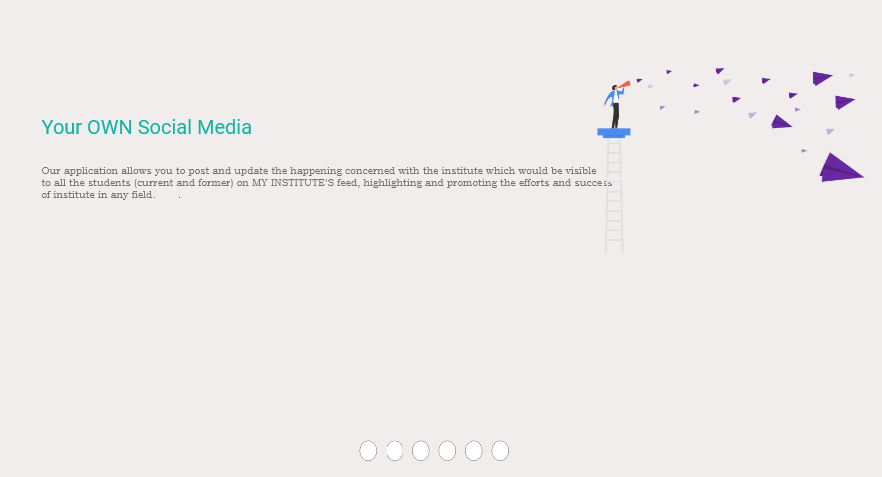 Your OWN Social Media
Our application allows you to post and update the happening concerned with the institute which would be visible
to all the students (current and former) on MY INSTITUTE'S feed, highlighting and promoting the efforts and success
of institute in any field. .